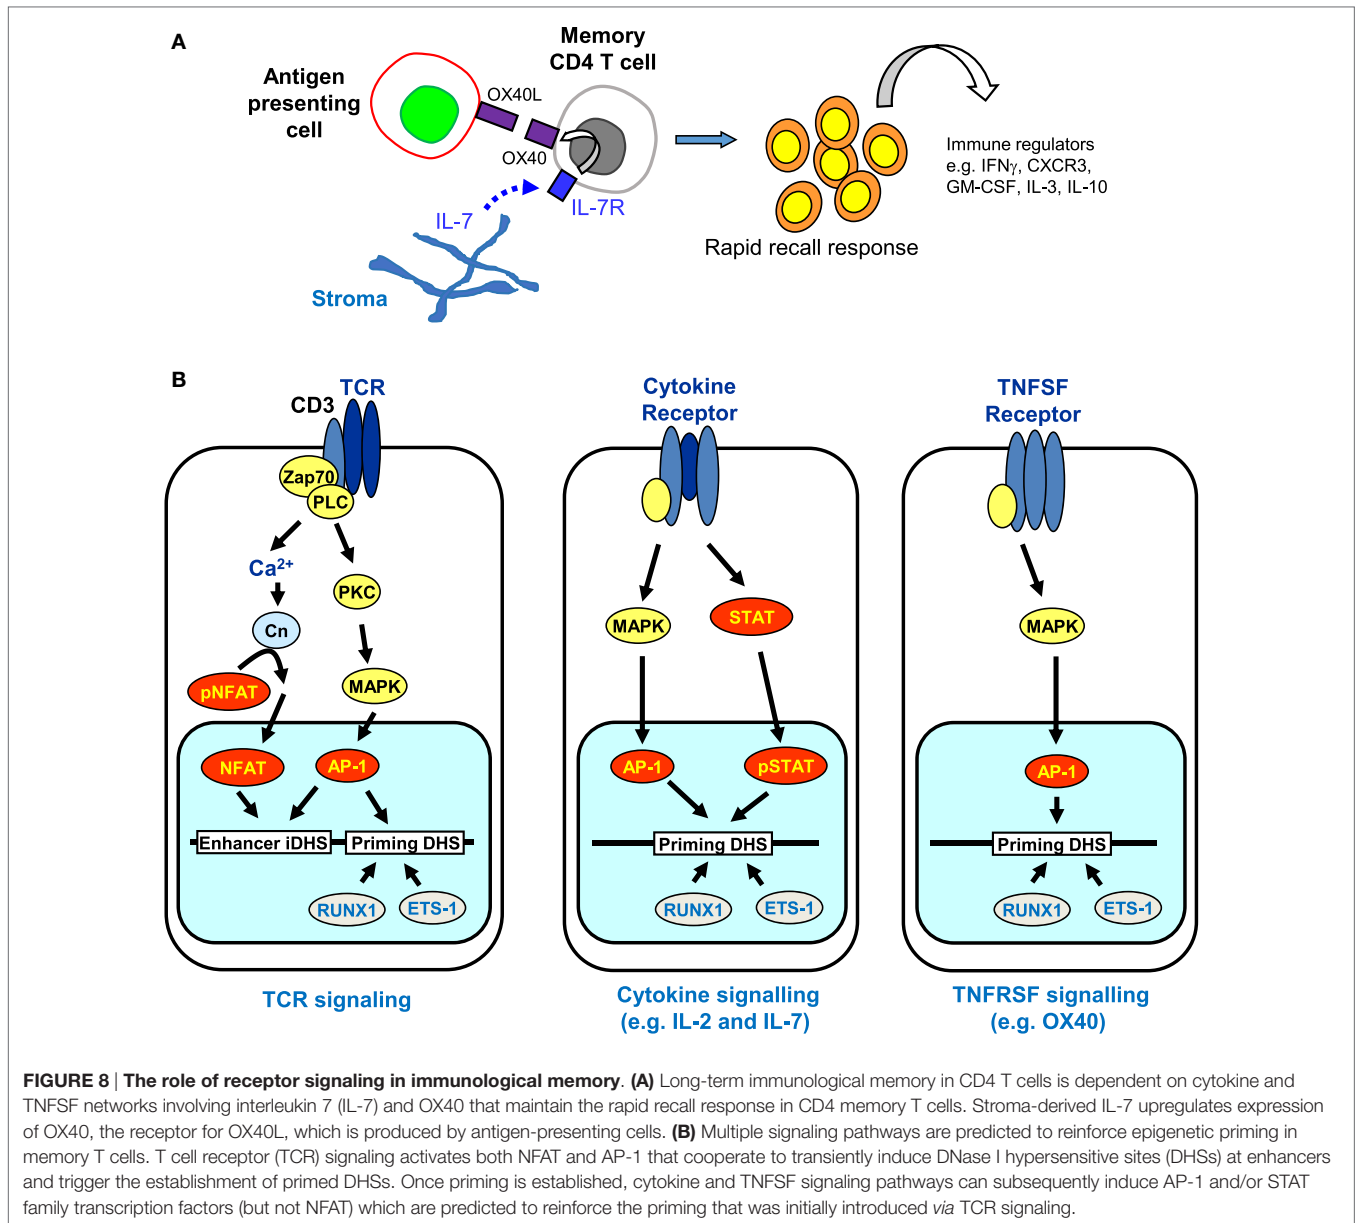 A
Antigen
presenting
cell
OX40L
OX40
Memory
CD4 T cell
IL-7
IL-7R
Stroma
Rapid recall response
Immune regulators
e.g. IFNγ, CXCR3,
GM-CSF, IL-3, IL-10
B
TCR
CD3
Zap70
PLC
Ca²⁺
PKC
Cn
pNFAT
MAPK
NFAT
AP-1
Enhancer iDHS
Priming DHS
RUNX1
ETS-1
TCR signaling
Cytokine
Receptor
MAPK
STAT
AP-1
pSTAT
Priming DHS
RUNX1
ETS-1
Cytokine signalling
(e.g. IL-2 and IL-7)
TNFSF
Receptor
MAPK
AP-1
Priming DHS
RUNX1
ETS-1
TNFRSF signalling
(e.g. OX40)
FIGURE 8 | The role of receptor signaling in immunological memory. (A) Long-term immunological memory in CD4 T cells is dependent on cytokine and
TNFSF networks involving interleukin 7 (IL-7) and OX40 that maintain the rapid recall response in CD4 memory T cells. Stroma-derived IL-7 upregulates expression
of OX40, the receptor for OX40L, which is produced by antigen-presenting cells. (B) Multiple signaling pathways are predicted to reinforce epigenetic priming in
memory T cells. T cell receptor (TCR) signaling activates both NFAT and AP-1 that cooperate to transiently induce DNase I hypersensitive sites (DHSs) at enhancers
and trigger the establishment of primed DHSs. Once priming is established, cytokine and TNFSF signaling pathways can subsequently induce AP-1 and/or STAT
family transcription factors (but not NFAT) which are predicted to reinforce the priming that was initially introduced via TCR signaling.